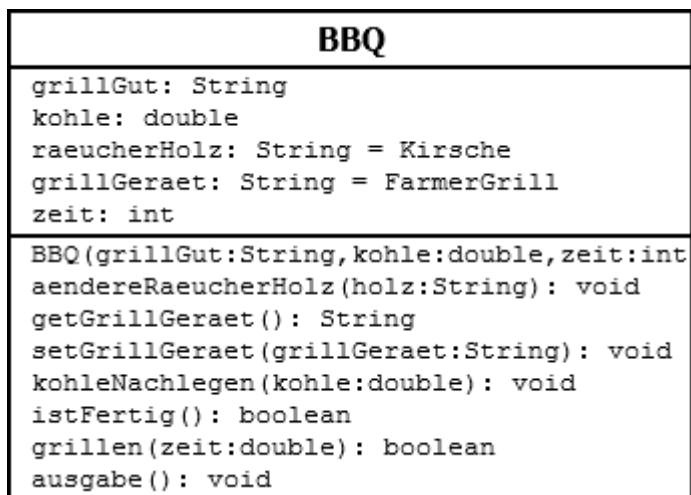 BBQ
grillGut: String
kohle: double
raeucherHolz: String = Kirsche
grillGeraet: String = FarmerGrill
zeit: int
BBQ(grillGut:String,kohle:double,zeit:int
aendereRaeucherHolz(holz:String): void
getGrillGeraet(): String
setGrillGeraet(grillGeraet:String): void
kohleNachlegen(kohle:double): void
istFertig(): boolean
grillen(zeit:double): boolean
ausgabe(): void